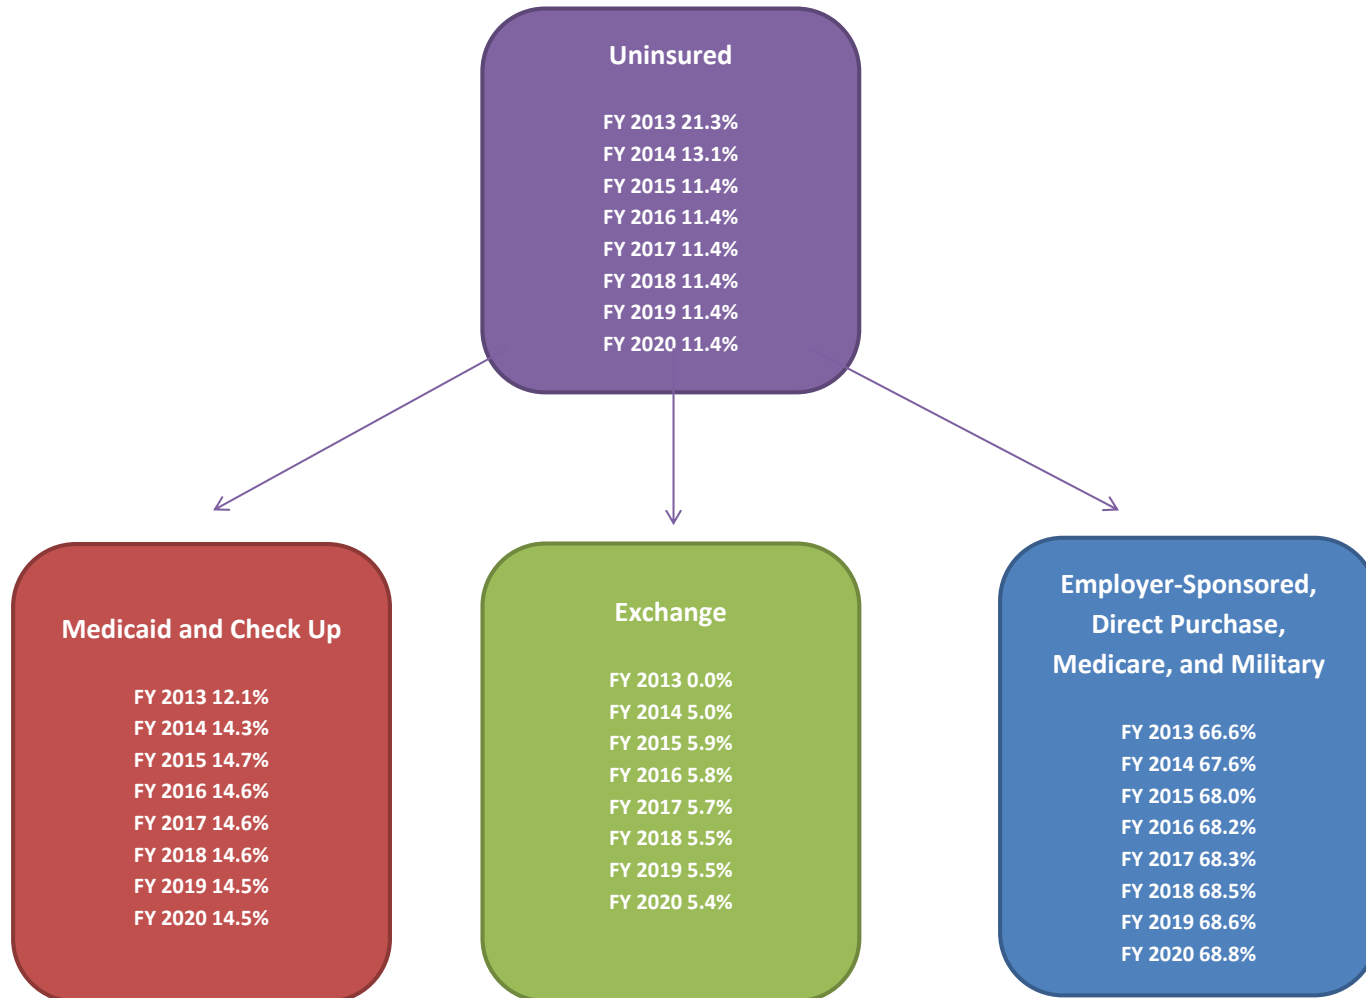 Uninsured
FY 2013 21.3%
FY 2014 13.1%
FY 2015 11.4%
FY 2016 11.4%
FY 2017 11.4%
FY 2018 11.4%
FY 2019 11.4%
FY 2020 11.4%
Medicaid and Check Up
FY 2013 12.1%
FY 2014 14.3%
FY 2015 14.7%
FY 2016 14.6%
FY 2017 14.6%
FY 2018 14.6%
FY 2019 14.5%
FY 2020 14.5%
Exchange
FY 2013 0.0%
FY 2014 5.0%
FY 2015 5.9%
FY 2016 5.8%
FY 2017 5.7%
FY 2018 5.5%
FY 2019 5.5%
FY 2020 5.4%
Employer-Sponsored,
Direct Purchase,
Medicare, and Military
FY 2013 66.6%
FY 2014 67.6%
FY 2015 68.0%
FY 2016 68.2%
FY 2017 68.3%
FY 2018 68.5%
FY 2019 68.6%
FY 2020 68.8%